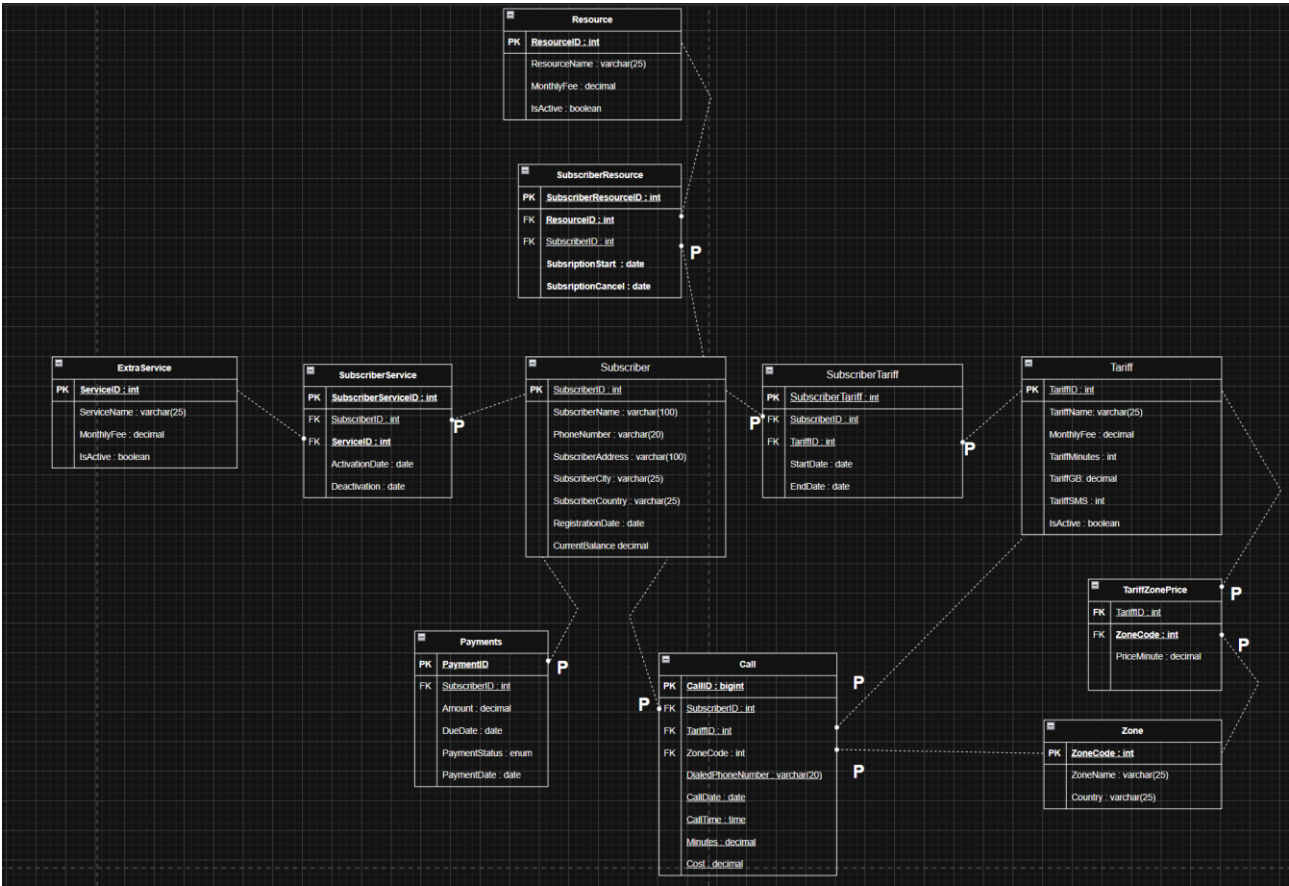 Resource
PK ResourceID : int
ResourceName : varchar(25)
MonthlyFee : decimal
IsActive : boolean
SubscriberResource
PK SubscriberResourceID : int
FK ResourceID : int
FK SubscriberID : int
SubsriptionStart : date
SubsriptionCancel : date
P
ExtraService
PK ServiceID : int
ServiceName : varchar(25)
MonthlyFee : decimal
IsActive : boolean
SubscriberService
PK SubscriberServiceID : int
FK SubscriberID : int
FK ServiceID : int
ActivationDate : date
Deactivation : date
P
Subscriber
PK SubscriberID : int
SubscriberName : varchar(100)
PhoneNumber : varchar(20)
SubscriberAddress : varchar(100)
SubscriberCity : varchar(25)
SubscriberCountry : varchar(25)
RegistrationDate : date
CurrentBalance decimal
P
SubscriberTariff
PK SubscriberTariff : int
FK SubscriberID : int
FK TariffID : int
StartDate : date
EndDate : date
P
Tariff
PK TariffID : int
TariffName: varchar(25)
MonthlyFee : decimal
TariffMinutes : int
TariffGB: decimal
TariffSMS : int
IsActive : boolean
TariffZonePrice
FK TariffID : int
FK ZoneCode : int
PriceMinute : decimal
P
P
Payments
PK PaymentID
FK SubscriberID : int
Amount : decimal
DueDate : date
PaymentStatus : enum
PaymentDate : date
P
P
Call
PK CallID : bigint
FK SubscriberID : int
FK TariffID : int
FK ZoneCode : int
DialedPhoneNumber : varchar(20)
CallDate : date
CallTime : time
Minutes : decimal
Cost : decimal
P
P
Zone
PK ZoneCode : int
ZoneName : varchar(25)
Country : varchar(25)